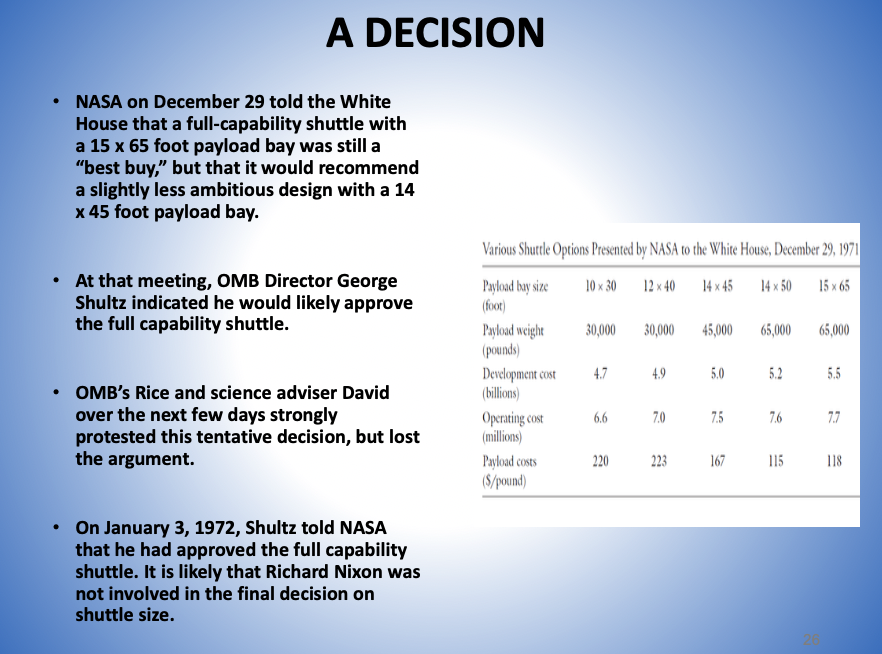 A DECISION
• NASA on December 29 told the White
House that a full-capability shuttle with
a 15 x 65 foot payload bay was still a
“best buy,” but that it would recommend
a slightly less ambitious design with a 14
x 45 foot payload bay.
• At that meeting, OMB Director George
Shultz indicated he would likely approve
the full capability shuttle.
• OMB’s Rice and science adviser David
over the next few days strongly
protested this tentative decision, but lost
the argument.
• On January 3, 1972, Shultz told NASA
that he had approved the full capability
shuttle. It is likely that Richard Nixon was
not involved in the final decision on
shuttle size.
Various Shuttle Options Presented by NASA to the White House, December 29, 1971
Payload bay size 10 × 30 12 × 40 14 × 45 14 × 50 15 × 65
(foot)
Payload weight 30,000 30,000 45,000 65,000 65,000
(pounds)
Development cost 4.7 4.9 5.0 5.2 5.5
(billions)
Operating cost 6.6 7.0 7.5 7.6 7.7
(millions)
Payload costs 220 223 167 115 118
($/pound)